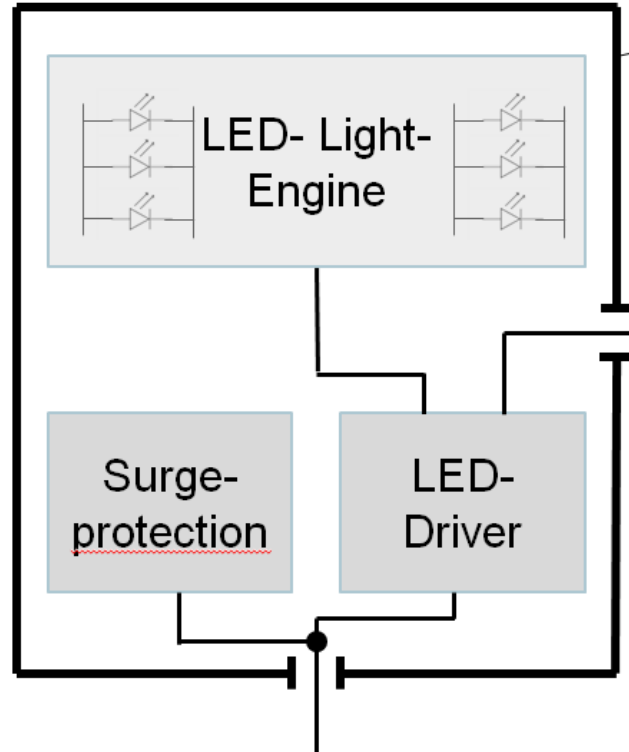 LED- Light-
Engine
Surge-
protection
LED-
Driver